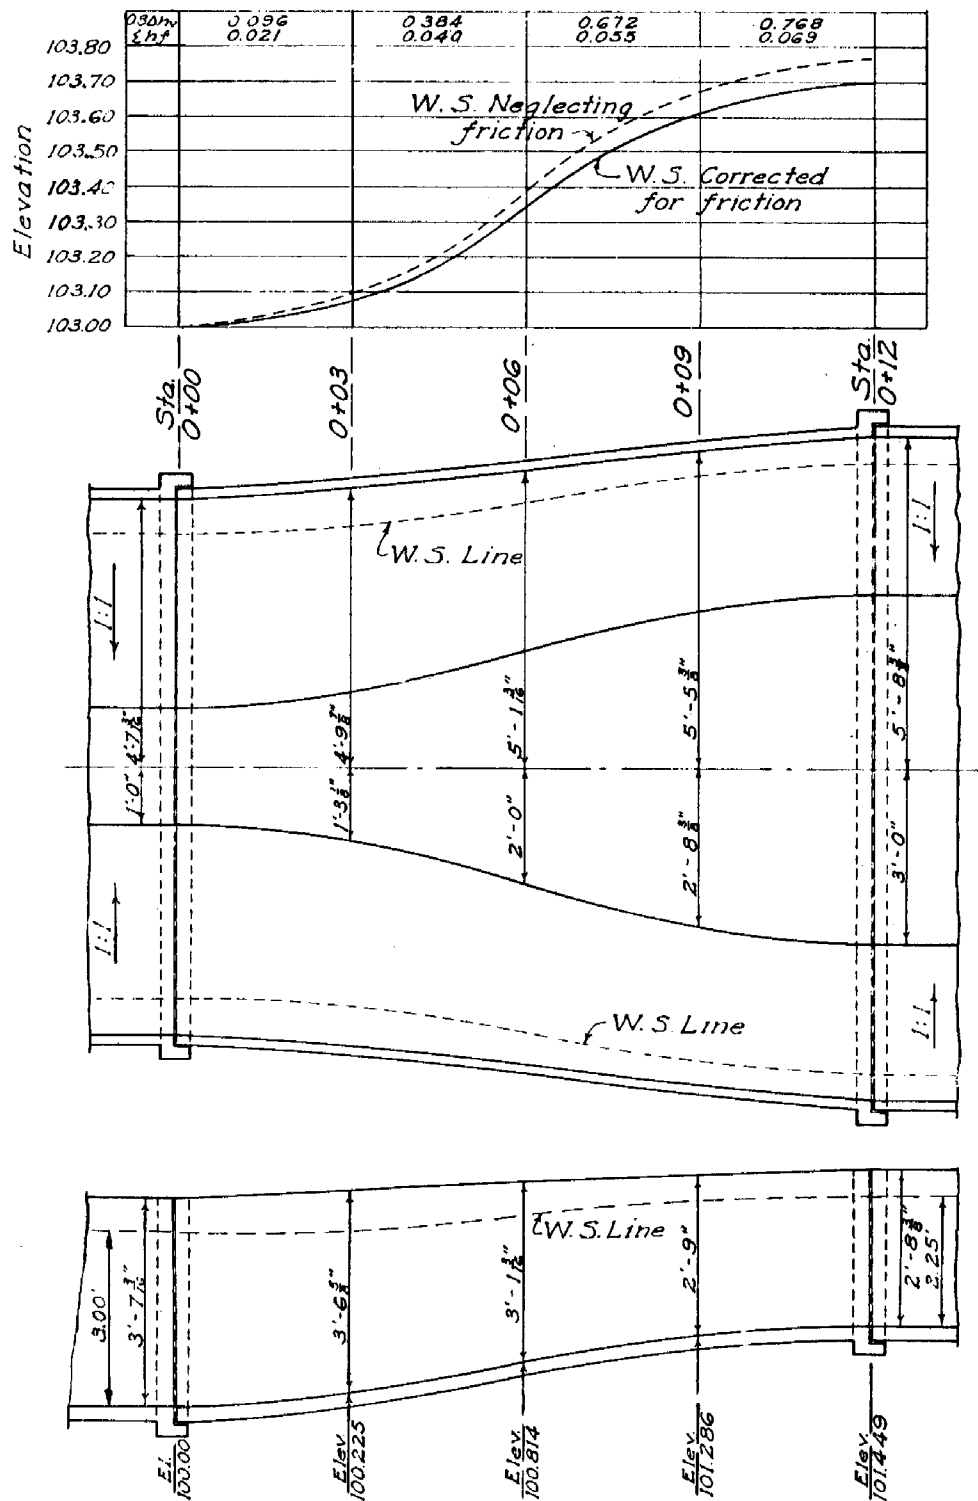 0.8Δhv 0.096 0.384 0.672 0.768
Σhf 0.021 0.040 0.055 0.069
103.80
103.70
103.60
103.50
103.40
103.30
103.20
103.10
103.00
Elevation
W. S. Neglecting
friction
W. S. Corrected
for friction
Sta.
0+00
0+03
0+06
0+09
Sta.
0+12
W. S. Line
1:1
1:1
4'-7 3/16"
4'-9 7/8"
5'-1 3/16"
5'-5 3/8"
5'-8 3/8"
1'-0"
1'-3 1/8"
2'-0"
2'-8 3/8"
3'-0"
1:1
1:1
W. S. Line
W. S. Line
3.00'
3'-7 3/16"
3'-6 5/8"
3'-1 3/16"
2'-9"
2'-8 3/8"
2.25'
El.
100.00
Elev.
100.225
Elev.
100.814
Elev.
101.286
Elev.
101.449